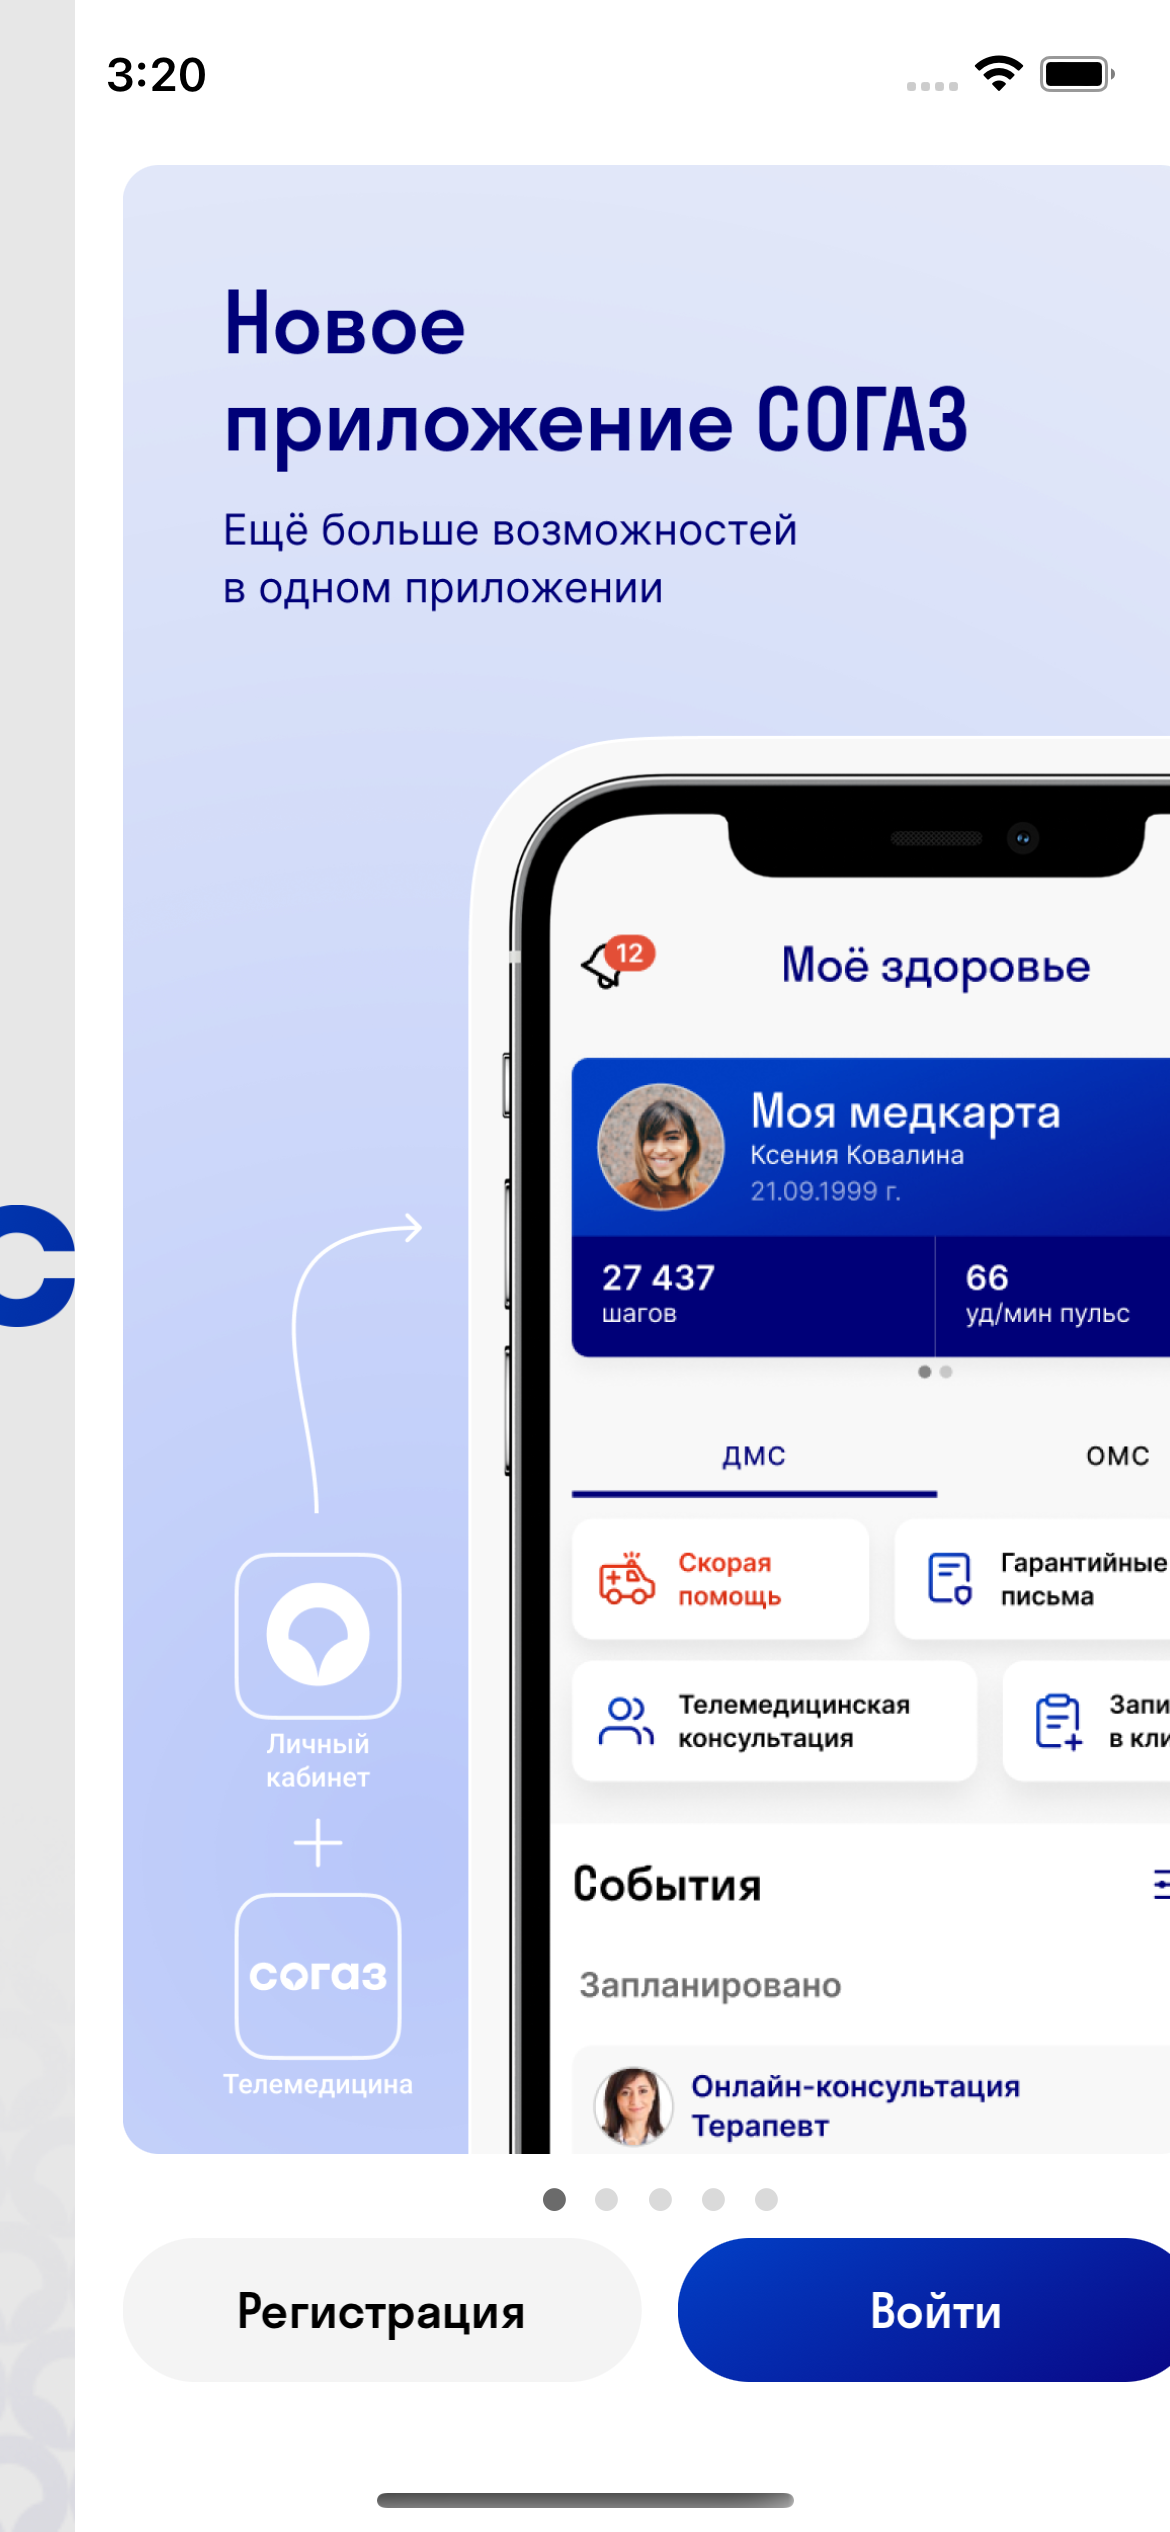 3:20
Новое
приложение СОГАЗ
Ещё больше возможностей
в одном приложении
12
Моё здоровье
Моя медкарта
Ксения Ковалина
21.09.1999 г.
27 437
шагов
66
уд/мин пульс
ДМС
ОМС
Скорая
помощь
Гарантийные
письма
Телемедицинская
консультация
Запи
в кли
События
Запланировано
Онлайн-консультация
Терапевт
Личный
кабинет
согаз
Телемедицина
Регистрация
Войти